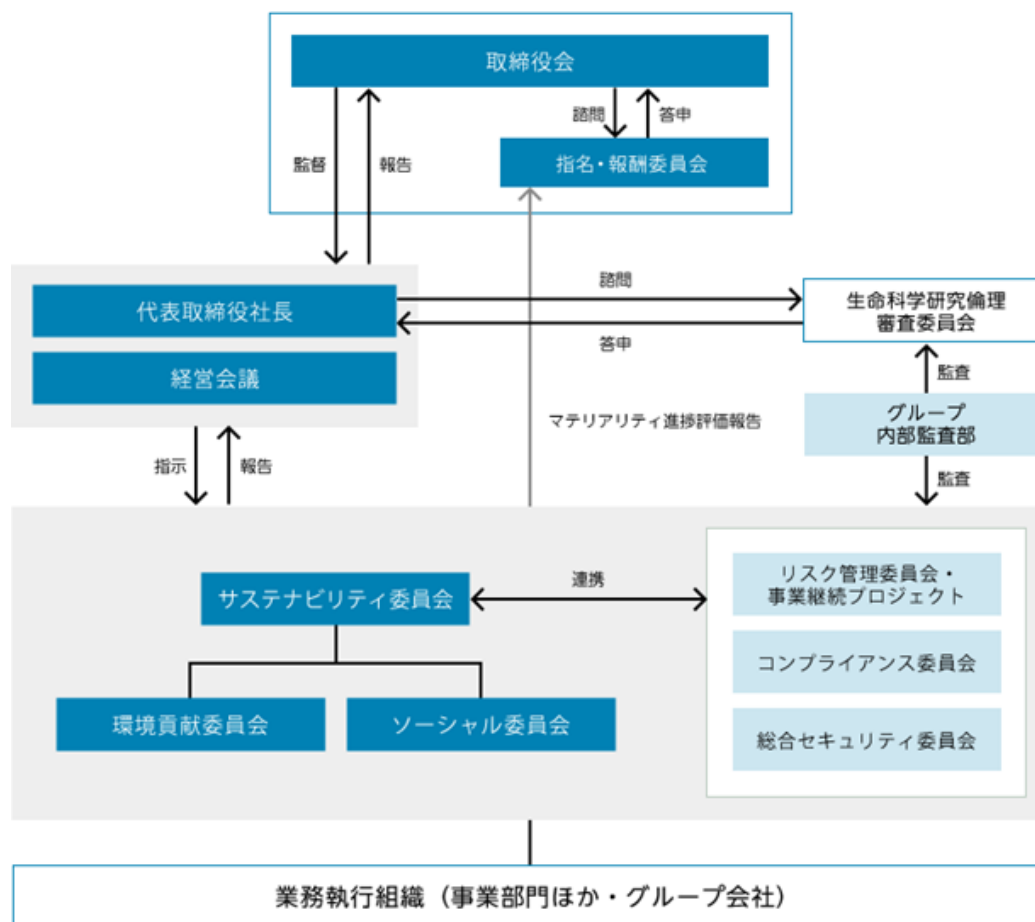 取締役会
諮問
答申
監督
報告
指名・報酬委員会
代表取締役社長
経営会議
諮問
答申
生命科学研究倫理
審査委員会
監査
グループ
内部監査部
監査
マテリアリティ進捗評価報告
指示
報告
サステナビリティ委員会
連携
リスク管理委員会・
事業継続プロジェクト
コンプライアンス委員会
総合セキュリティ委員会
環境貢献委員会
ソーシャル委員会
業務執行組織（事業部門ほか・グループ会社）